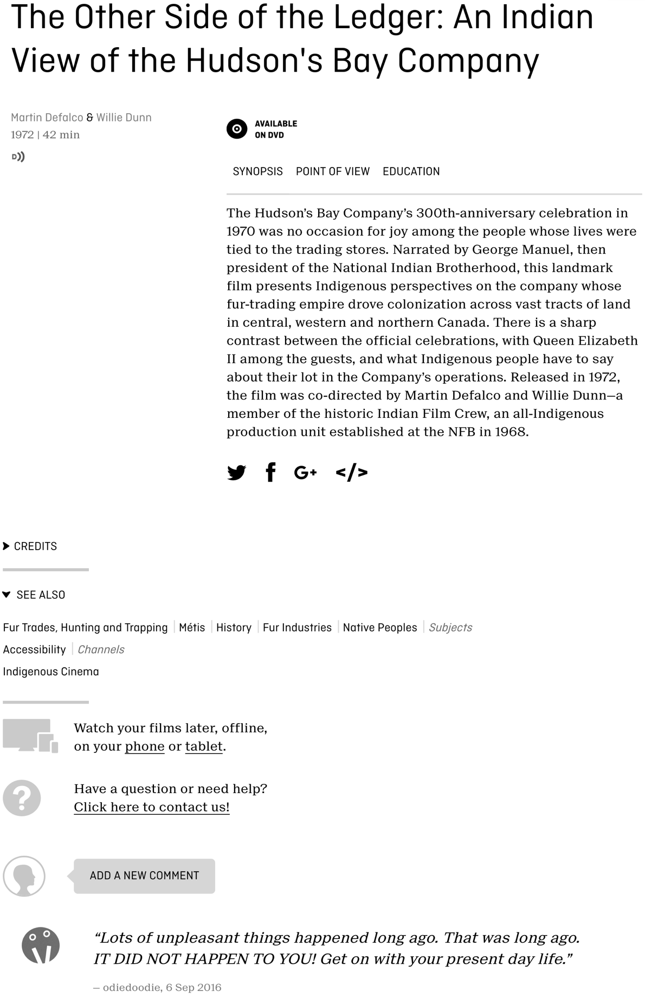 The Other Side of the Ledger: An Indian
View of the Hudson's Bay Company
Martin Defalco & Willie Dunn
1972 | 42 min
D
AVAILABLE
ON DVD
SYNOPSIS POINT OF VIEW EDUCATION
The Hudson’s Bay Company’s 300th-anniversary celebration in
1970 was no occasion for joy among the people whose lives were
tied to the trading stores. Narrated by George Manuel, then
president of the National Indian Brotherhood, this landmark
film presents Indigenous perspectives on the company whose
fur-trading empire drove colonization across vast tracts of land
in central, western and northern Canada. There is a sharp
contrast between the official celebrations, with Queen Elizabeth
II among the guests, and what Indigenous people have to say
about their lot in the Company’s operations. Released in 1972,
the film was co-directed by Martin Defalco and Willie Dunn—a
member of the historic Indian Film Crew, an all-Indigenous
production unit established at the NFB in 1968.
f G+ </>
CREDITS
SEE ALSO
Fur Trades, Hunting and Trapping | Métis | History | Fur Industries | Native Peoples | Subjects
Accessibility | Channels
Indigenous Cinema
Watch your films later, offline,
on your phone or tablet.
?
Have a question or need help?
Click here to contact us!
ADD A NEW COMMENT
“Lots of unpleasant things happened long ago. That was long ago.
IT DID NOT HAPPEN TO YOU! Get on with your present day life.”
— odiedoodie, 6 Sep 2016